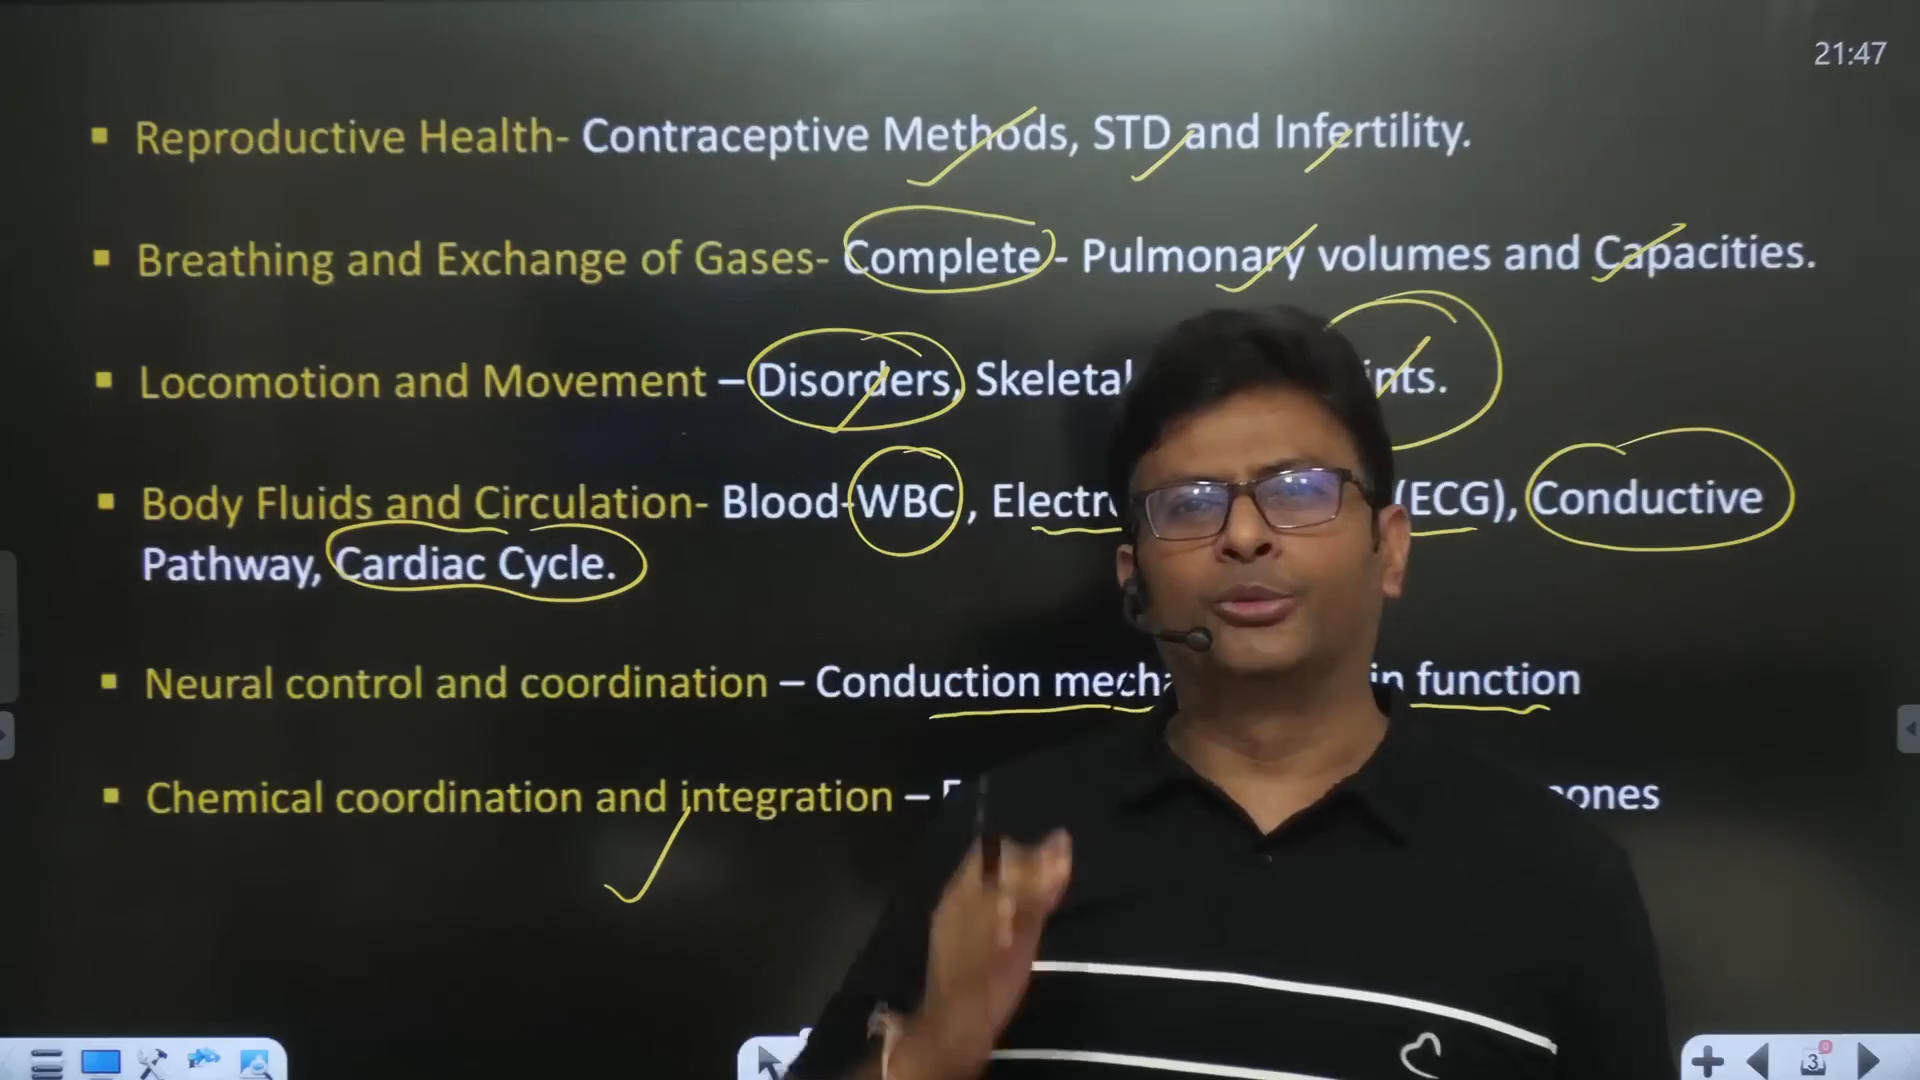 21:47
Reproductive Health- Contraceptive Methods, STD and Infertility.
Breathing and Exchange of Gases- Complete - Pulmonary volumes and Capacities.
Locomotion and Movement – Disorders, Skeletal
Body Fluids and Circulation- Blood-WBC , (ECG), Conductive
Pathway, Cardiac Cycle.
Neural control and coordination – Conduction function
Chemical coordination and integration –
3
0